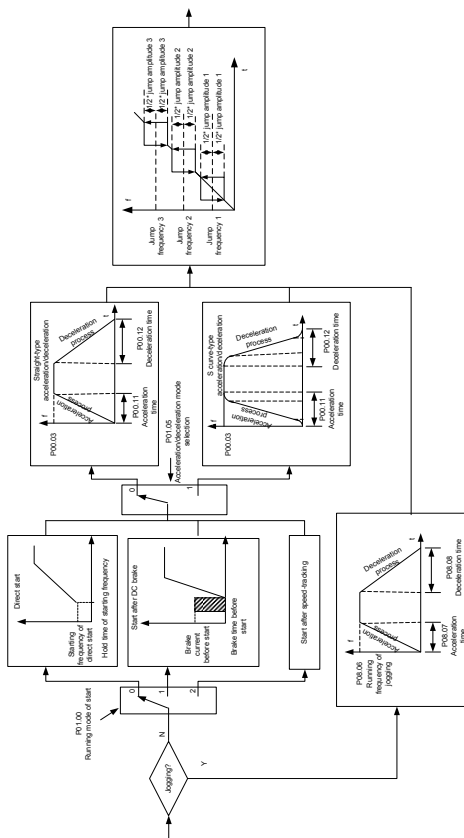 Jogging?
N
Y
P01.00
Running mode of start
0
1
2
Direct start
Starting
frequency of
direct start
Hold time of starting frequency
Start after DC brake
Brake
current
before start
Brake time before
start
Start after speed-tracking
P01.05
Acceleration/deceleration mode
selection
0
1
Straight-type
acceleration/deceleration
f
P00.03
Acceleration
process
Deceleration
process
t
P00.11
Acceleration
time
P00.12
Deceleration time
S curve-type
acceleration/deceleration
f
P00.03
Acceleration
process
Deceleration
process
t
P00.11
Acceleration
time
P00.12
Deceleration time
P08.06
Running
frequency of
jogging
f
Acceleration
process
Deceleration
process
t
P08.07
Acceleration
time
P08.08
Deceleration time
f
Jump
frequency 3
Jump
frequency 2
Jump
frequency 1
1/2* jump amplitude 3
1/2* jump amplitude 3
1/2* jump amplitude 2
1/2* jump amplitude 2
1/2* jump amplitude 1
1/2* jump amplitude 1
t